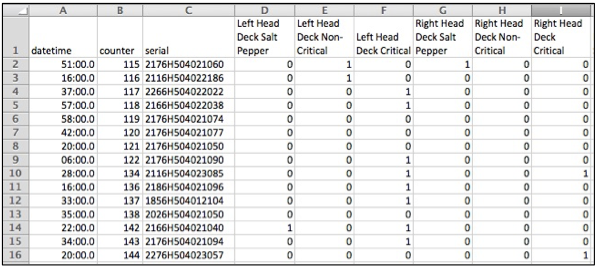 A B C D E F G H I
1 datetime counter serial Left Head Deck Salt Pepper Left Head Deck Non-Critical Left Head Deck Critical Right Head Deck Salt Pepper Right Head Deck Non-Critical Right Head Deck Critical
2 51:00.0 115 2176H504021060 0 1 0 1 0 0
3 16:00.0 116 2116H504022186 0 1 0 0 0 0
4 37:00.0 117 2266H504022022 0 0 1 0 0 0
5 57:00.0 118 2166H504022038 0 0 1 0 0 0
6 58:00.0 119 2176H504021074 0 0 0 0 0 0
7 42:00.0 120 2176H504021077 0 0 0 0 0 0
8 20:00.0 121 2176H504021050 0 0 0 0 0 0
9 06:00.0 122 2176H504021090 0 0 1 0 0 0
10 28:00.0 134 2116H504023085 0 0 1 0 0 1
11 16:00.0 136 2186H504021096 0 0 1 0 0 0
12 33:00.0 137 1856H504012104 0 0 1 0 0 0
13 35:00.0 138 2026H504021050 0 0 0 0 0 0
14 22:00.0 142 2166H504021040 1 0 1 0 0 0
15 34:00.0 143 2176H504021094 0 0 1 0 0 0
16 20:00.0 144 2276H504023057 0 0 0 0 0 1